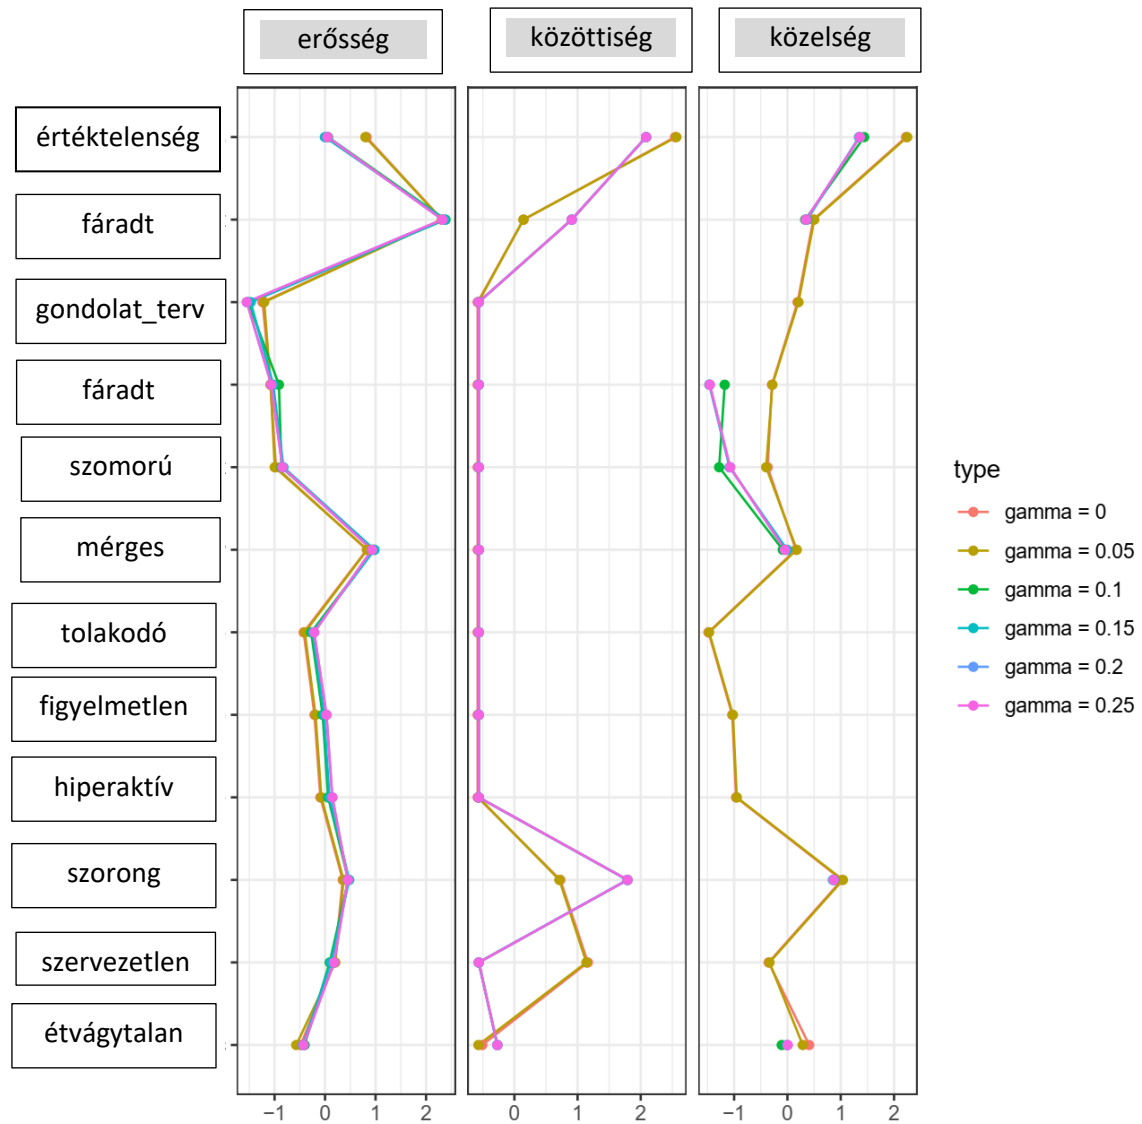 erősség
közöttiség
közelség
értéktelenség
fáradt
gondolat_terv
fáradt
szomorú
mérges
tolakodó
figyelmetlen
hiperaktív
szorong
szervezetlen
étvágytalan
type
gamma = 0
gamma = 0.05
gamma = 0.1
gamma = 0.15
gamma = 0.2
gamma = 0.25
−1 0 1 2
0 1 2
−1 0 1 2